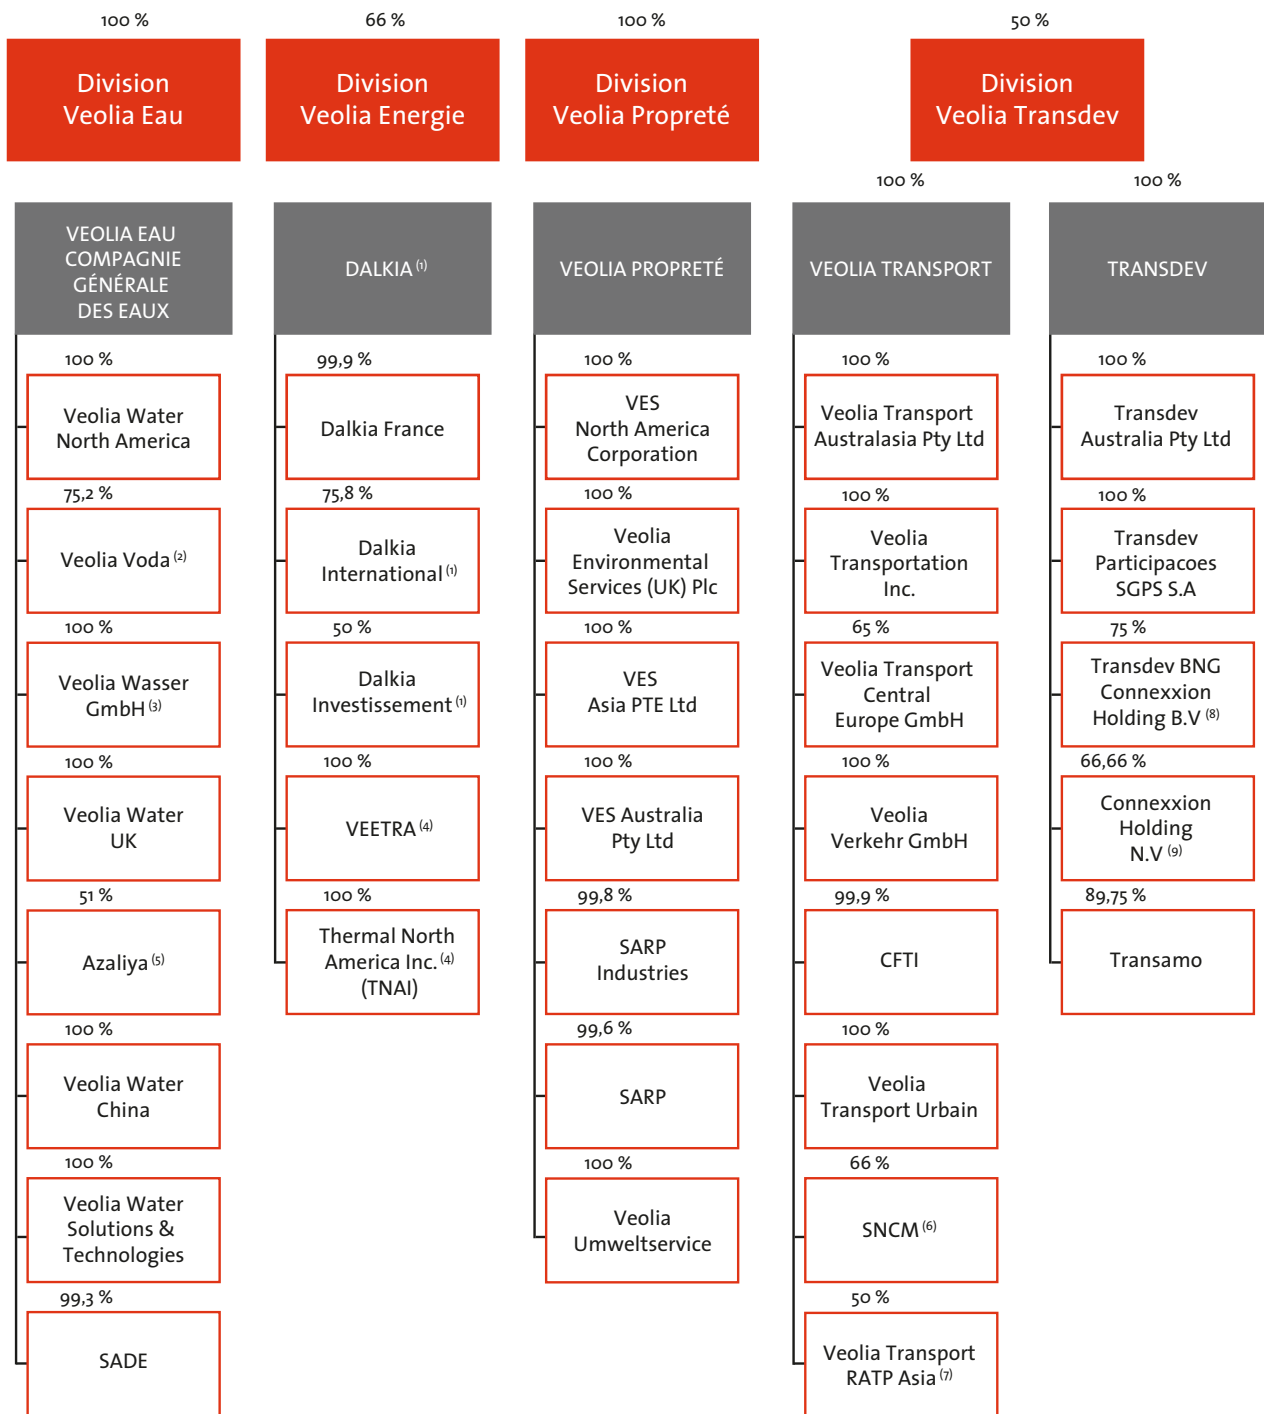 100 %
Division
Veolia Eau
66 %
Division
Veolia Energie
100 %
Division
Veolia Propreté
50 %
Division
Veolia Transdev
100 %
100 %
VEOLIA EAU
COMPAGNIE
GÉNÉRALE
DES EAUX
DALKIA (1)
VEOLIA PROPRETÉ
VEOLIA TRANSPORT
TRANSDEV
100 %
Veolia Water
North America
75,2 %
Veolia Voda (2)
100 %
Veolia Wasser
GmbH (3)
100 %
Veolia Water
UK
51 %
Azaliya (5)
100 %
Veolia Water
China
100 %
Veolia Water
Solutions &
Technologies
99,3 %
SADE
99,9 %
Dalkia France
75,8 %
Dalkia
International (1)
50 %
Dalkia
Investissement (1)
100 %
VEETRA (4)
100 %
Thermal North
America Inc. (4)
(TNAI)
100 %
VES
North America
Corporation
100 %
Veolia
Environmental
Services (UK) Plc
100 %
VES
Asia PTE Ltd
100 %
VES Australia
Pty Ltd
99,8 %
SARP
Industries
99,6 %
SARP
100 %
Veolia
Umweltservice
100 %
Veolia Transport
Australasia Pty Ltd
100 %
Veolia
Transportation
Inc.
65 %
Veolia Transport
Central
Europe GmbH
100 %
Veolia
Verkehr GmbH
99,9 %
CFTI
100 %
Veolia
Transport Urbain
66 %
SNCM (6)
50 %
Veolia Transport
RATP Asia (7)
100 %
Transdev
Australia Pty Ltd
100 %
Transdev
Participacoes
SGPS S.A
75 %
Transdev BNG
Connexxion
Holding B.V (8)
66,66 %
Connexxion
Holding
N.V (9)
89,75 %
Transamo